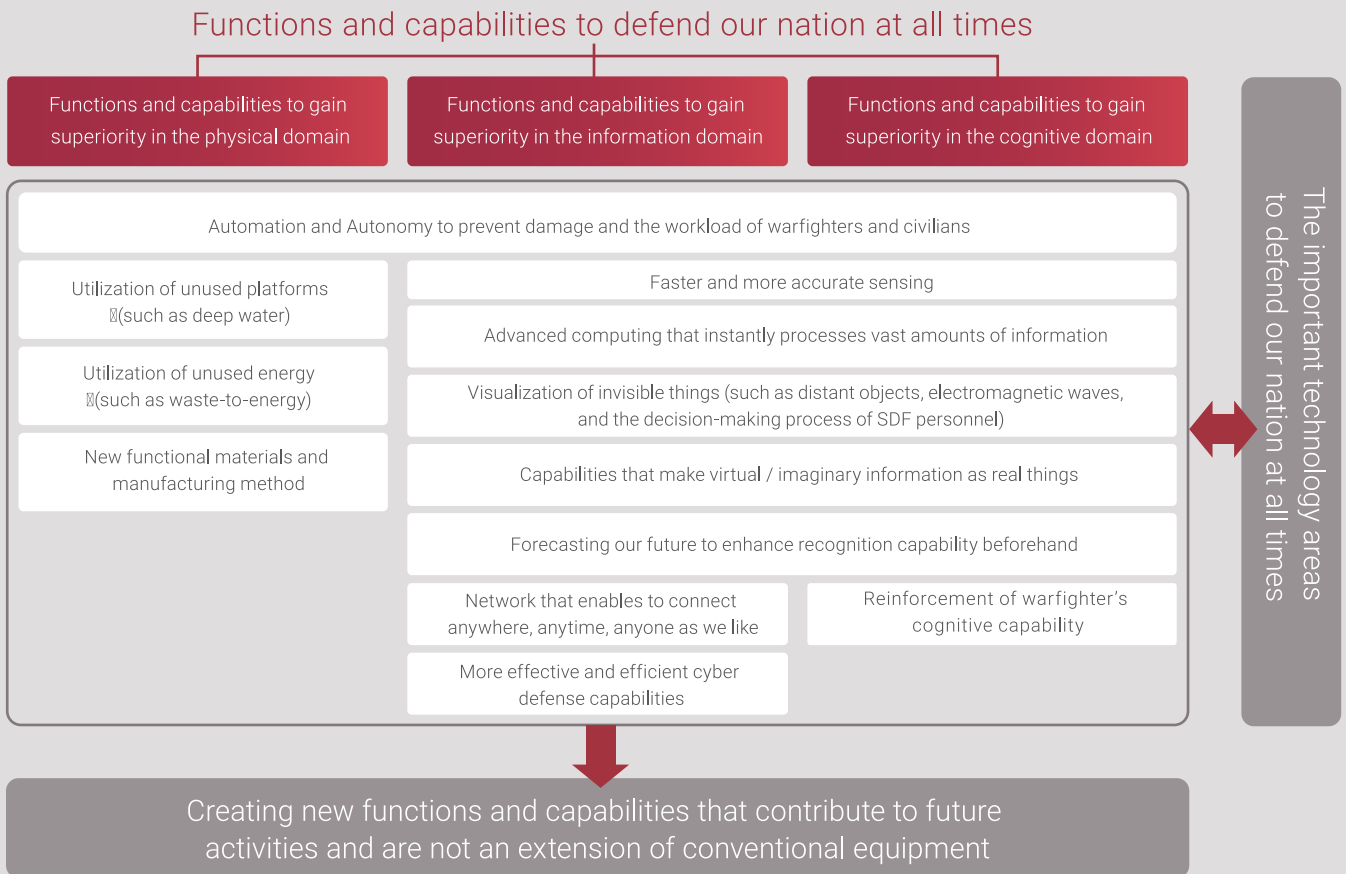 Functions and capabilities to defend our nation at all times
Functions and capabilities to gain
superiority in the physical domain
Functions and capabilities to gain
superiority in the information domain
Functions and capabilities to gain
superiority in the cognitive domain
Automation and Autonomy to prevent damage and the workload of warfighters and civilians
Utilization of unused platforms
(such as deep water)
Utilization of unused energy
(such as waste-to-energy)
New functional materials and
manufacturing method
Faster and more accurate sensing
Advanced computing that instantly processes vast amounts of information
Visualization of invisible things (such as distant objects, electromagnetic waves,
and the decision-making process of SDF personnel)
Capabilities that make virtual / imaginary information as real things
Forecasting our future to enhance recognition capability beforehand
Network that enables to connect
anywhere, anytime, anyone as we like
Reinforcement of warfighter’s
cognitive capability
More effective and efficient cyber
defense capabilities
The important technology areas
to defend our nation at all times
Creating new functions and capabilities that contribute to future
activities and are not an extension of conventional equipment